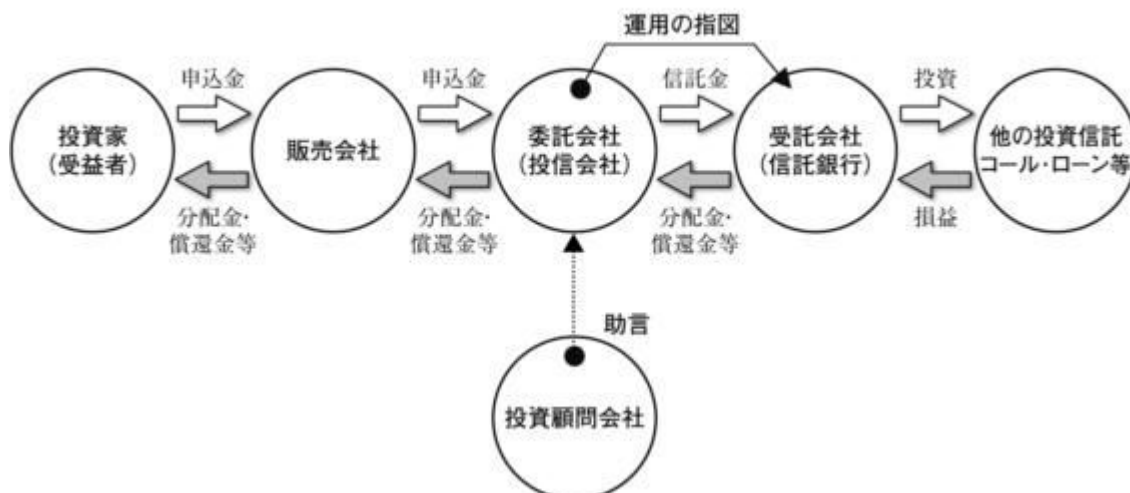 運用の指図
申込金
申込金
信託金
投資
投資家
(受益者)
販売会社
委託会社
(投信会社)
受託会社
(信託銀行)
他の投資信託
コール・ローン等
分配金・
償還金等
分配金・
償還金等
分配金・
償還金等
損益
助言
投資顧問会社